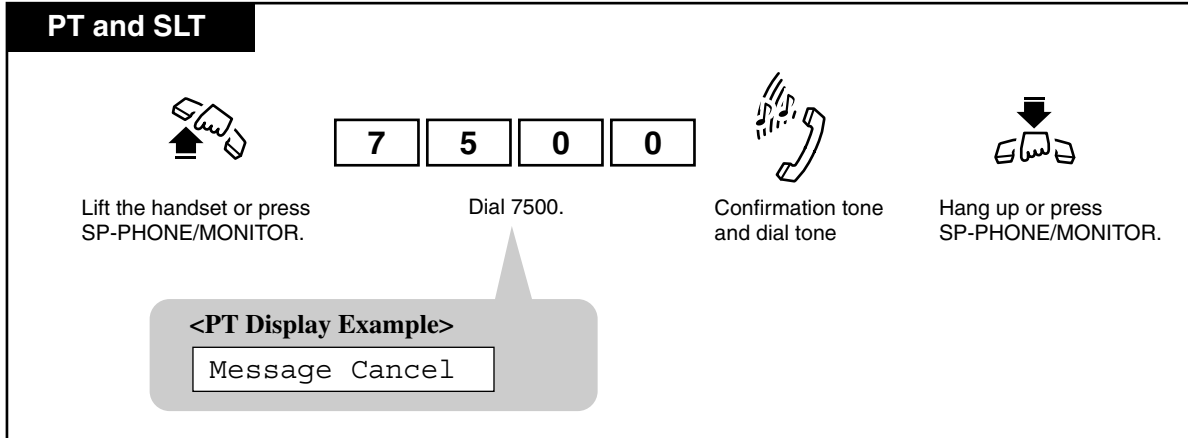 PT and SLT
7 5 0 0
Lift the handset or press
SP-PHONE/MONITOR.
Dial 7500.
Confirmation tone
and dial tone
Hang up or press
SP-PHONE/MONITOR.
<PT Display Example>
Message Cancel